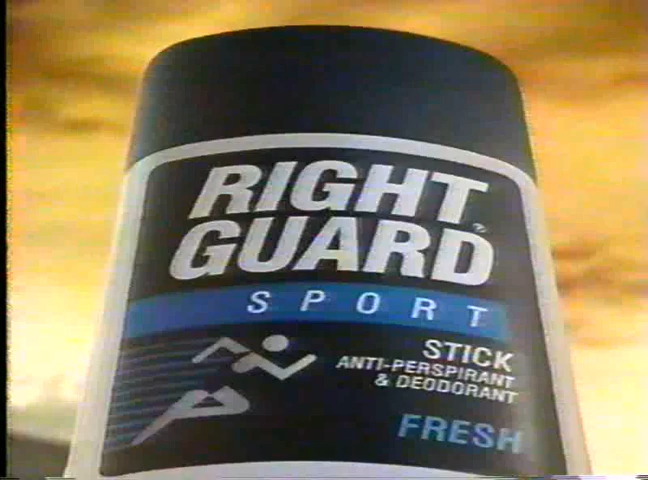 RIGHT
GUARD®
SPORT
STICK
ANTI-PERSPIRANT
& DEODORANT
FRESH